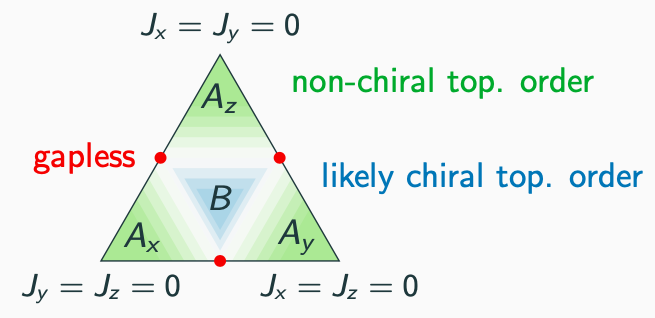 J_x = J_y = 0
non-chiral top. order
A_z
gapless
likely chiral top. order
B
A_x
A_y
J_y = J_z = 0
J_x = J_z = 0